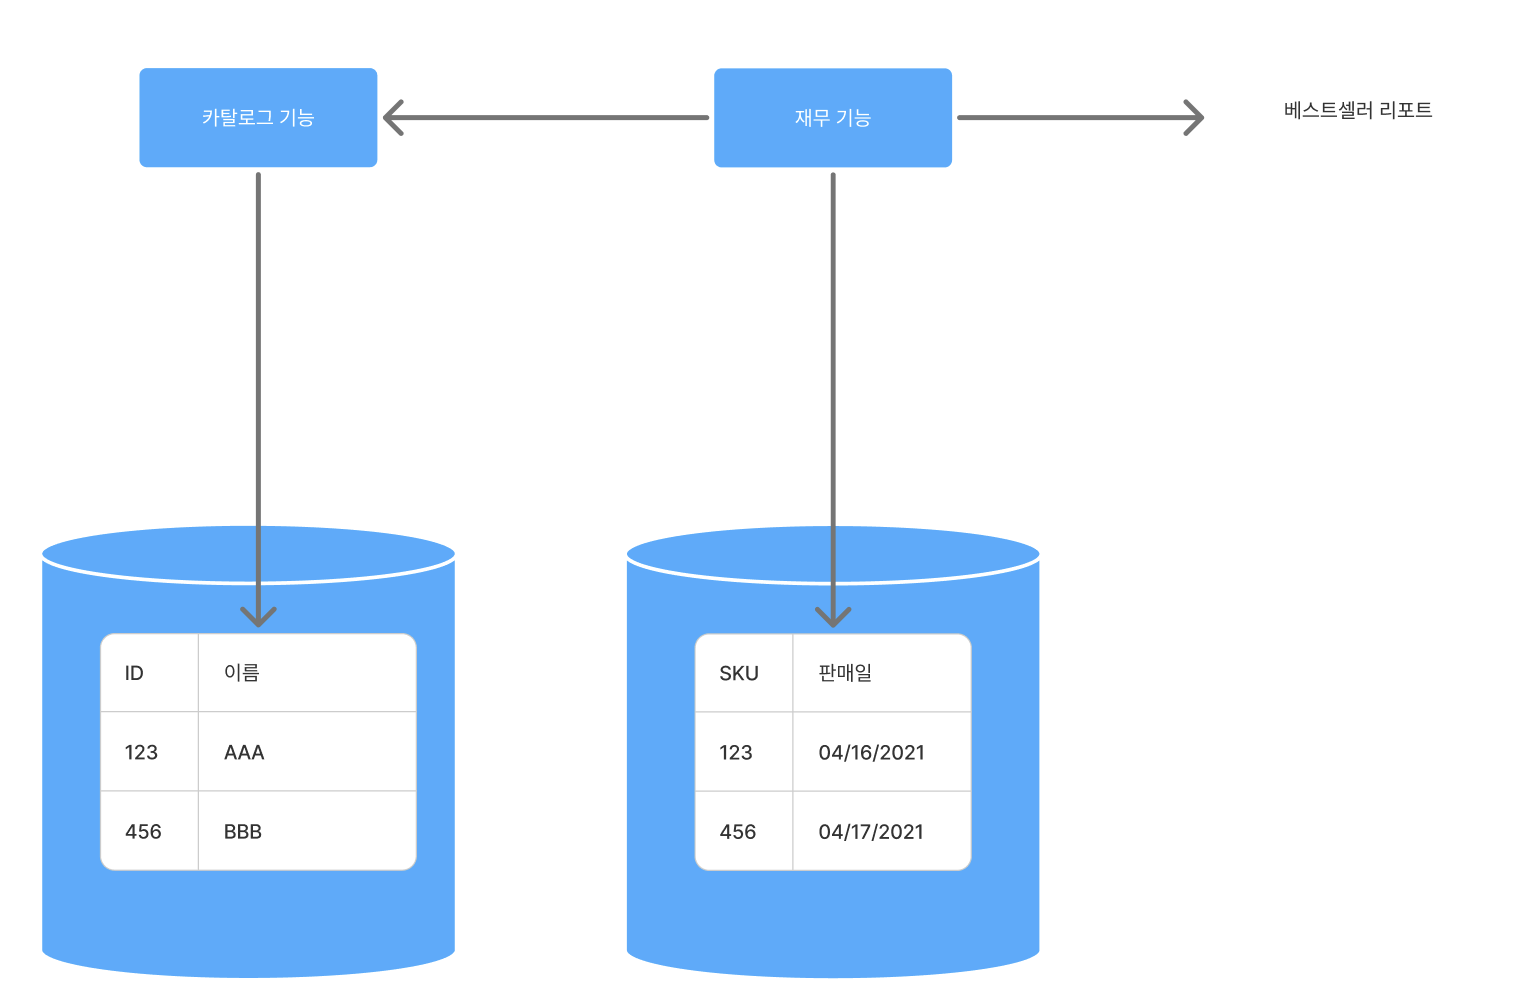 카탈로그 기능
재무 기능
베스트셀러 리포트
ID 이름
123 AAA
456 BBB
SKU 판매일
123 04/16/2021
456 04/17/2021